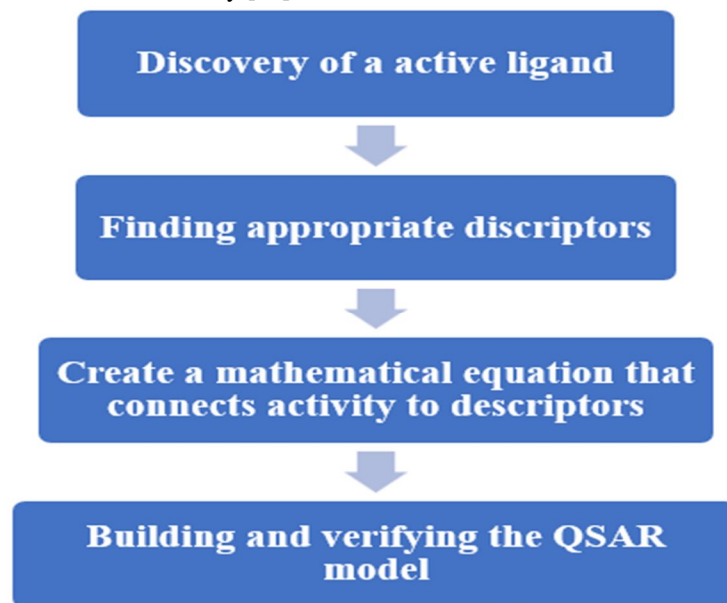 Discovery of a active ligand
Finding appropriate discriptors
Create a mathematical equation that
connects activity to descriptors
Building and verifying the QSAR
model